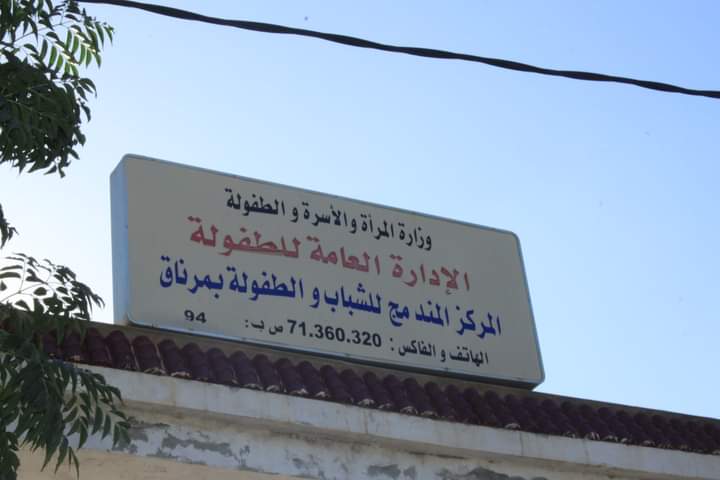 وزارة المرأة والأسرة و الطفولة
الإدارة العامة للطفولة
المركز المندمج للشباب و الطفولة بمرناق
الهاتف و الفاكس : 71.360.320 ص ب : 94